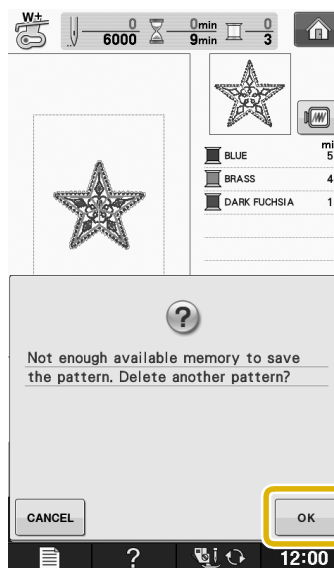 W+
0
6000
0min
9min
0
3
mi
BLUE 5
BRASS 4
DARK FUCHSIA 1
?
Not enough available memory to save
the pattern. Delete another pattern?
CANCEL
OK
?
12:00